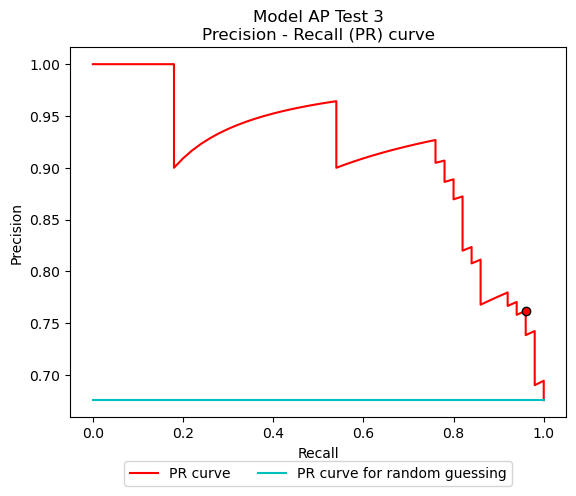 Model AP Test 3
Precision - Recall (PR) curve
1.00
0.95
0.90
0.85
0.80
0.75
0.70
Precision
0.0 0.2 0.4 0.6 0.8 1.0
Recall
PR curve PR curve for random guessing